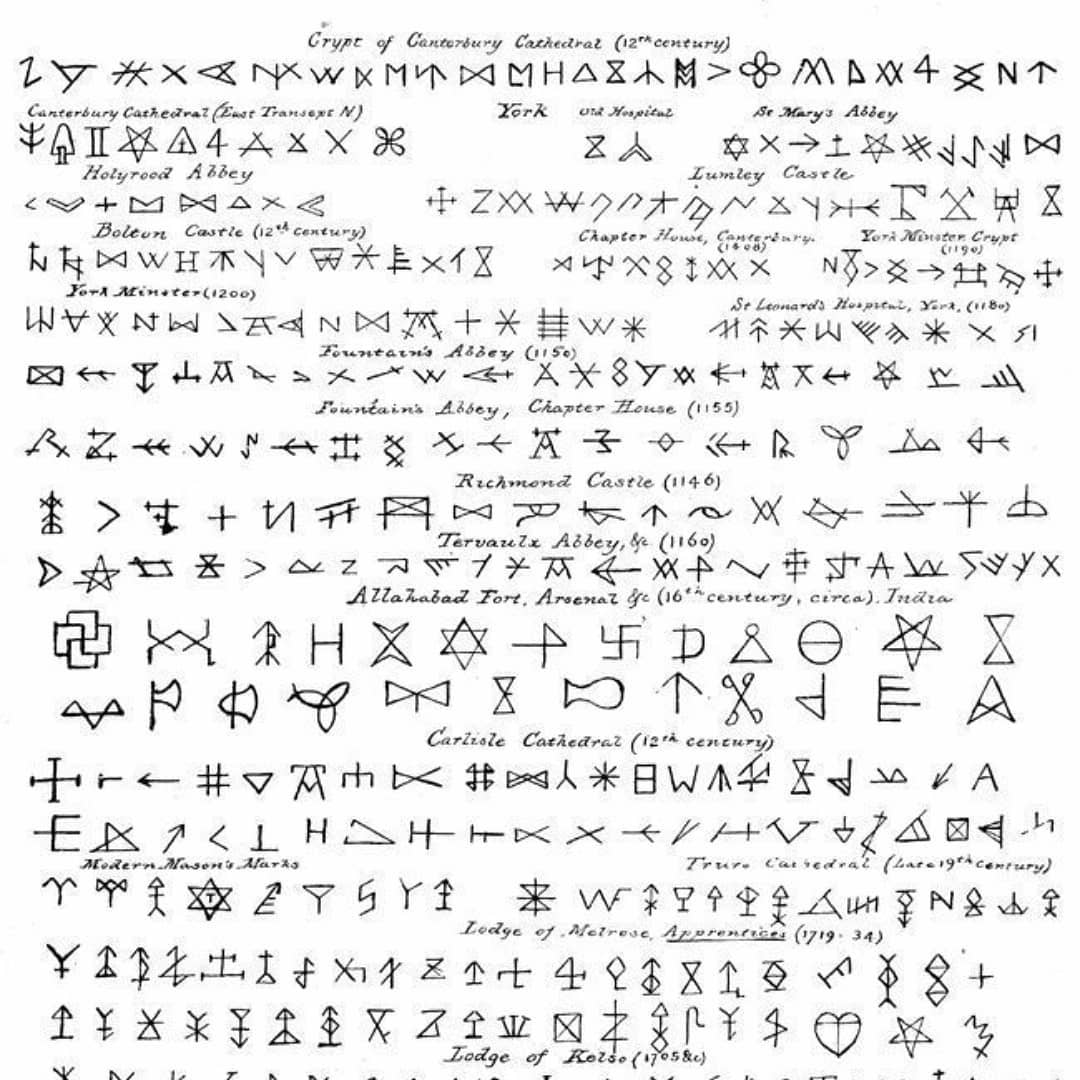 Crypt of Canterbury Cathedral (12th century)
Canterbury Cathedral (East Transept N) York Old Hospital St Mary's Abbey
Holyrood Abbey Lumley Castle
Bolton Castle (12th century) Chapter House, Canterbury. York Minster Crypt
(1190)
York Minster (1200) St Leonard's Hospital, York, (1180)
Fountain's Abbey (1150)
Fountain's Abbey, Chapter House (1155)
Richmond Castle (1146)
Tervaulx Abbey, &c (1160)
Allahabad Fort, Arsenal &c (16th century, circa). India
Carlisle Cathedral (12th century)
Modern Mason's Marks Truro Cathedral (Late 19th Century)
Lodge of Melrose, Apprentices (1719-34)
Lodge of Kelso (1705 &c)